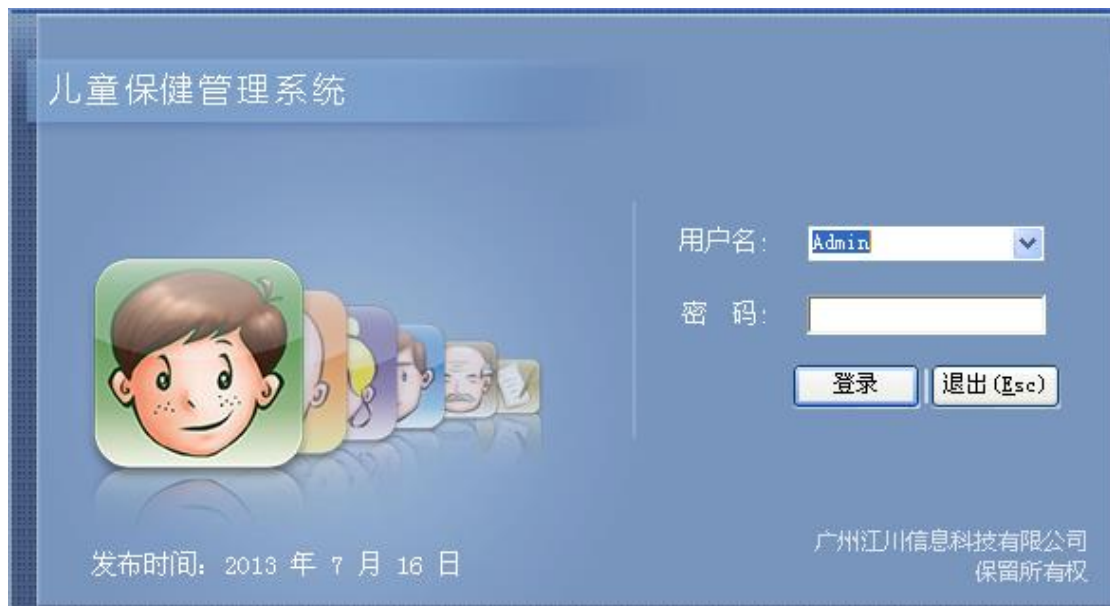 儿童保健管理系统
用户名: Admin
密 码:
登录 退出(Esc)
发布时间: 2013 年 7 月 16 日
广州江川信息科技有限公司
保留所有权